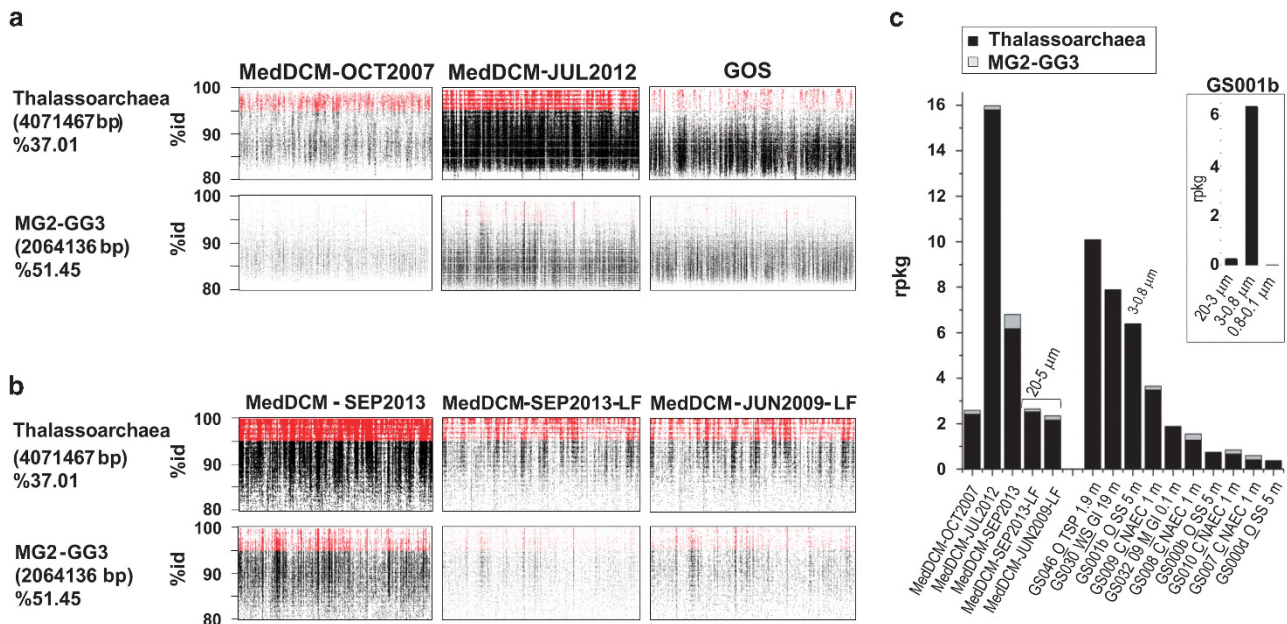 a
MedDCM-OCT2007
MedDCM-JUL2012
GOS
Thalassoarchaea
(4071467 bp)
%37.01
%id
100
90
80
MG2-GG3
(2064136 bp)
%51.45
%id
100
90
80
b
MedDCM - SEP2013
MedDCM-SEP2013-LF
MedDCM-JUN2009-LF
Thalassoarchaea
(4071467 bp)
%37.01
%id
100
90
80
MG2 -GG3
(2064136 bp)
%51.45
%id
100
90
80
c
Thalassoarchaea
MG2-GG3
rpkg
16
14
12
10
8
6
4
2
0
20-5 µm
3-0.8 µm
GS001b
rpkg
6
4
2
0
20-3 µm
3-0.8 µm
0.8-0.1 µm
MedDCM-OCT2007
MedDCM-JUL2012
MedDCM-SEP2013
MedDCM-SEP2013-LF
MedDCM-JUN2009-LF
GS046_O TSP 1.9 m
GS030 WS GI 19 m
GS001b O_SS 5 m
GS009 C NAEC 1 m
GS032 209 M GI 0.1 m
GS008 C NAEC 1 m
GS000b O SS 5 m
GS010 C NAEC 1 m
GS007 C_NAEC 1 m
GS000d_O SS 5 m